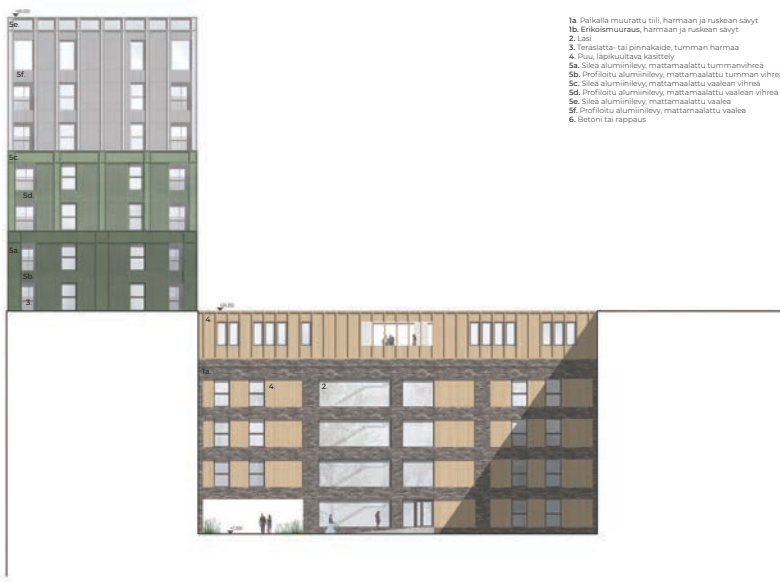 5e.
5f.
5c.
5d.
5a.
5b.
3.
4.
1a.
4.
2.
1a. Paikalla muurattu tiili, harmaan ja ruskean sävyt
1b. Erikoismuuraus, harmaan ja ruskean sävyt
2. Lasi
3. Teräslatta- tai pinnakaide, tumman harmaa
4. Puu, läpikuultava käsittely
5a. Sileä alumiinilevy, mattamaalattu tummanvihreä
5b. Profiloitu alumiinilevy, mattamaalattu tumman vihreä
5c. Sileä alumiinilevy, mattamaalattu vaalean vihreä
5d. Profiloitu alumiinilevy, mattamaalattu vaalean vihreä
5e. Sileä alumiinilevy, mattamaalattu vaalea
5f. Profiloitu alumiinilevy, mattamaalattu vaalea
6. Betoni tai rappaus